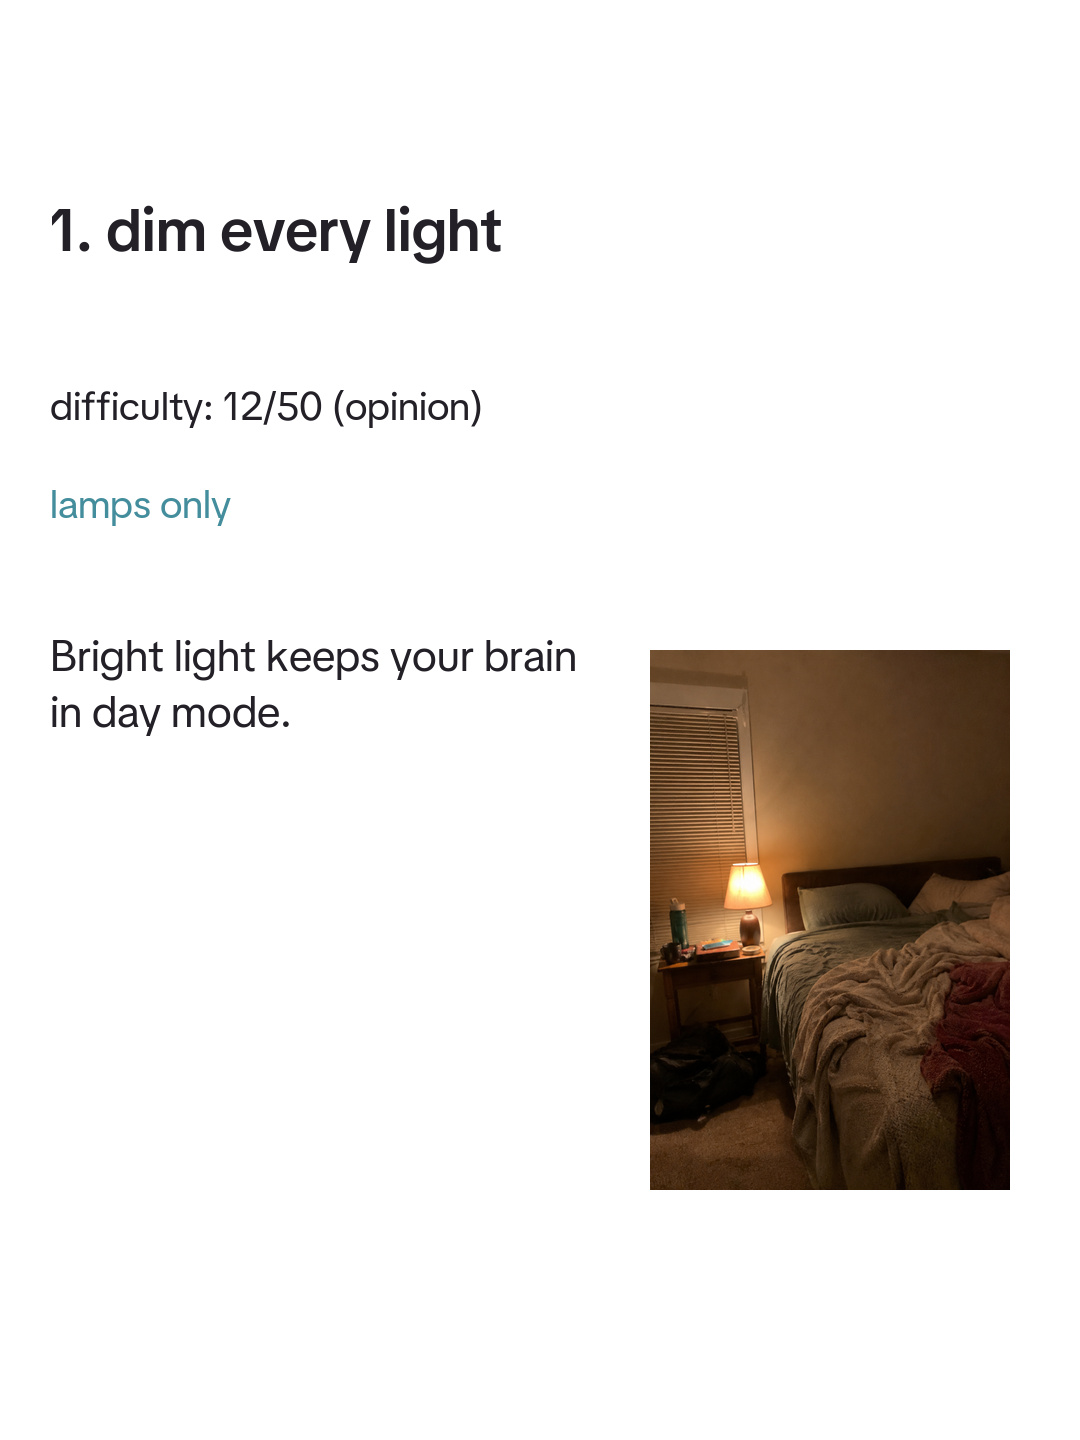 1. dim every light
difficulty: 12/50 (opinion)
lamps only
Bright light keeps your brain
in day mode.